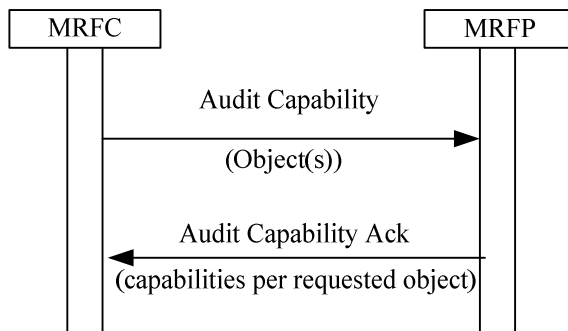 MRFC
MRFP
Audit Capability
(Object(s))
Audit Capability Ack
(capabilities per requested object)